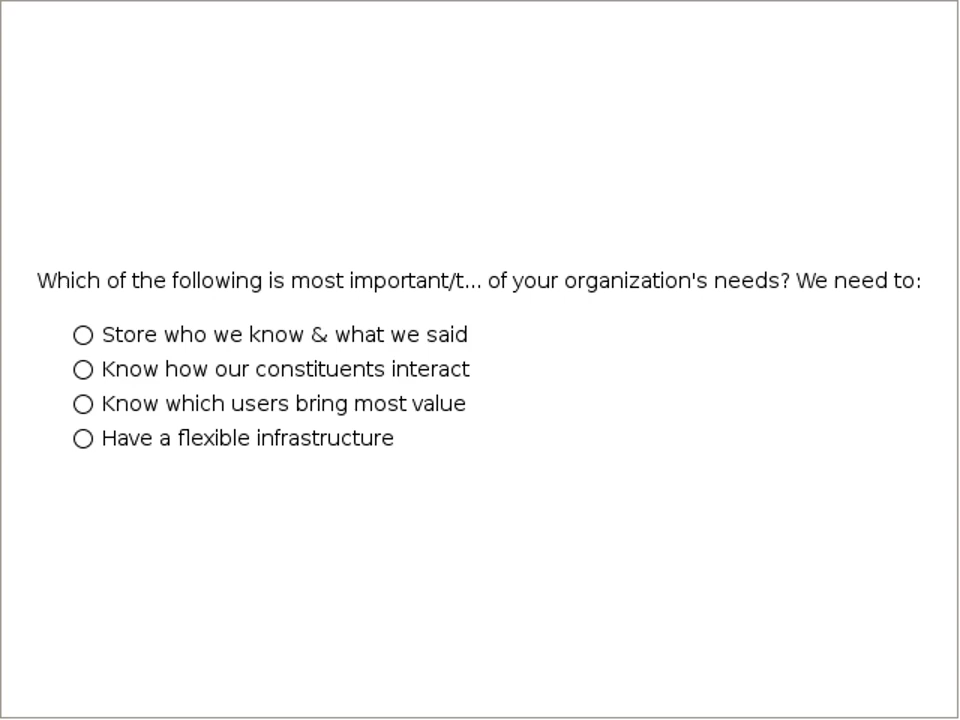 Which of the following is most important/t... of your organization's needs? We need to:
Store who we know & what we said
Know how our constituents interact
Know which users bring most value
Have a flexible infrastructure